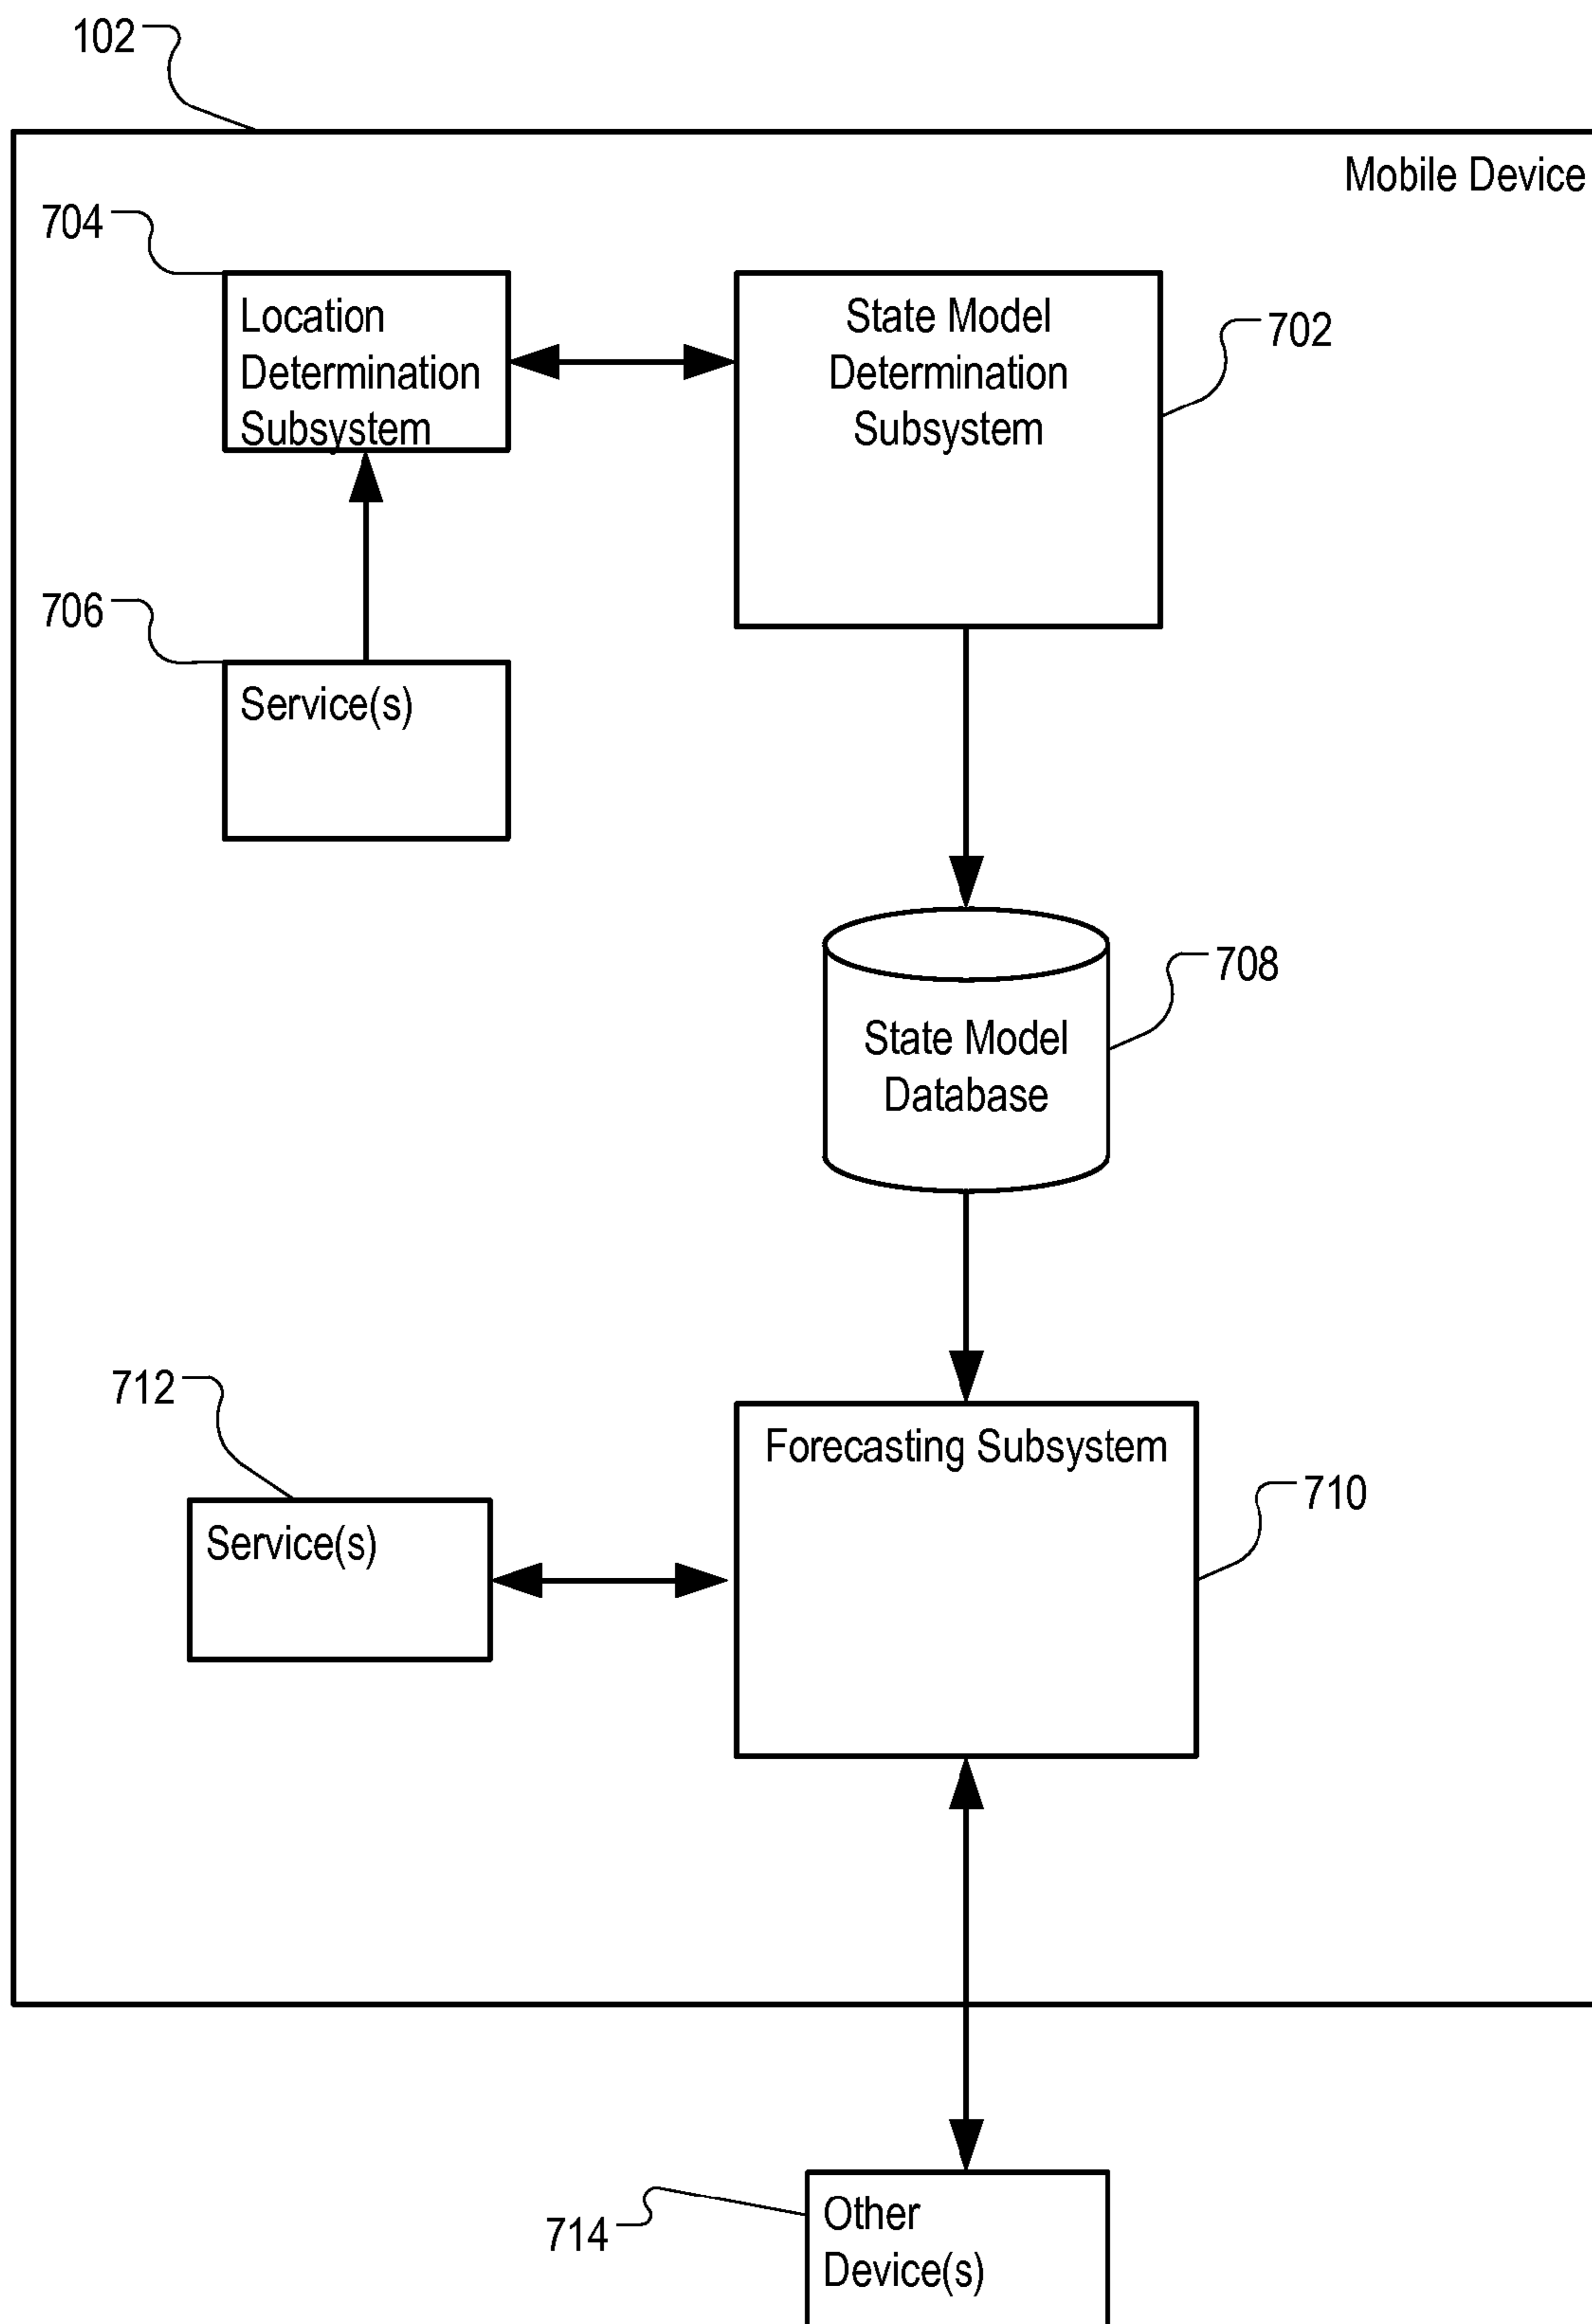 102
Mobile Device
704
Location
Determination
Subsystem
State Model
Determination
Subsystem
702
706
Service(s)
708
State Model
Database
712
Service(s)
Forecasting Subsystem
710
714
Other
Device(s)